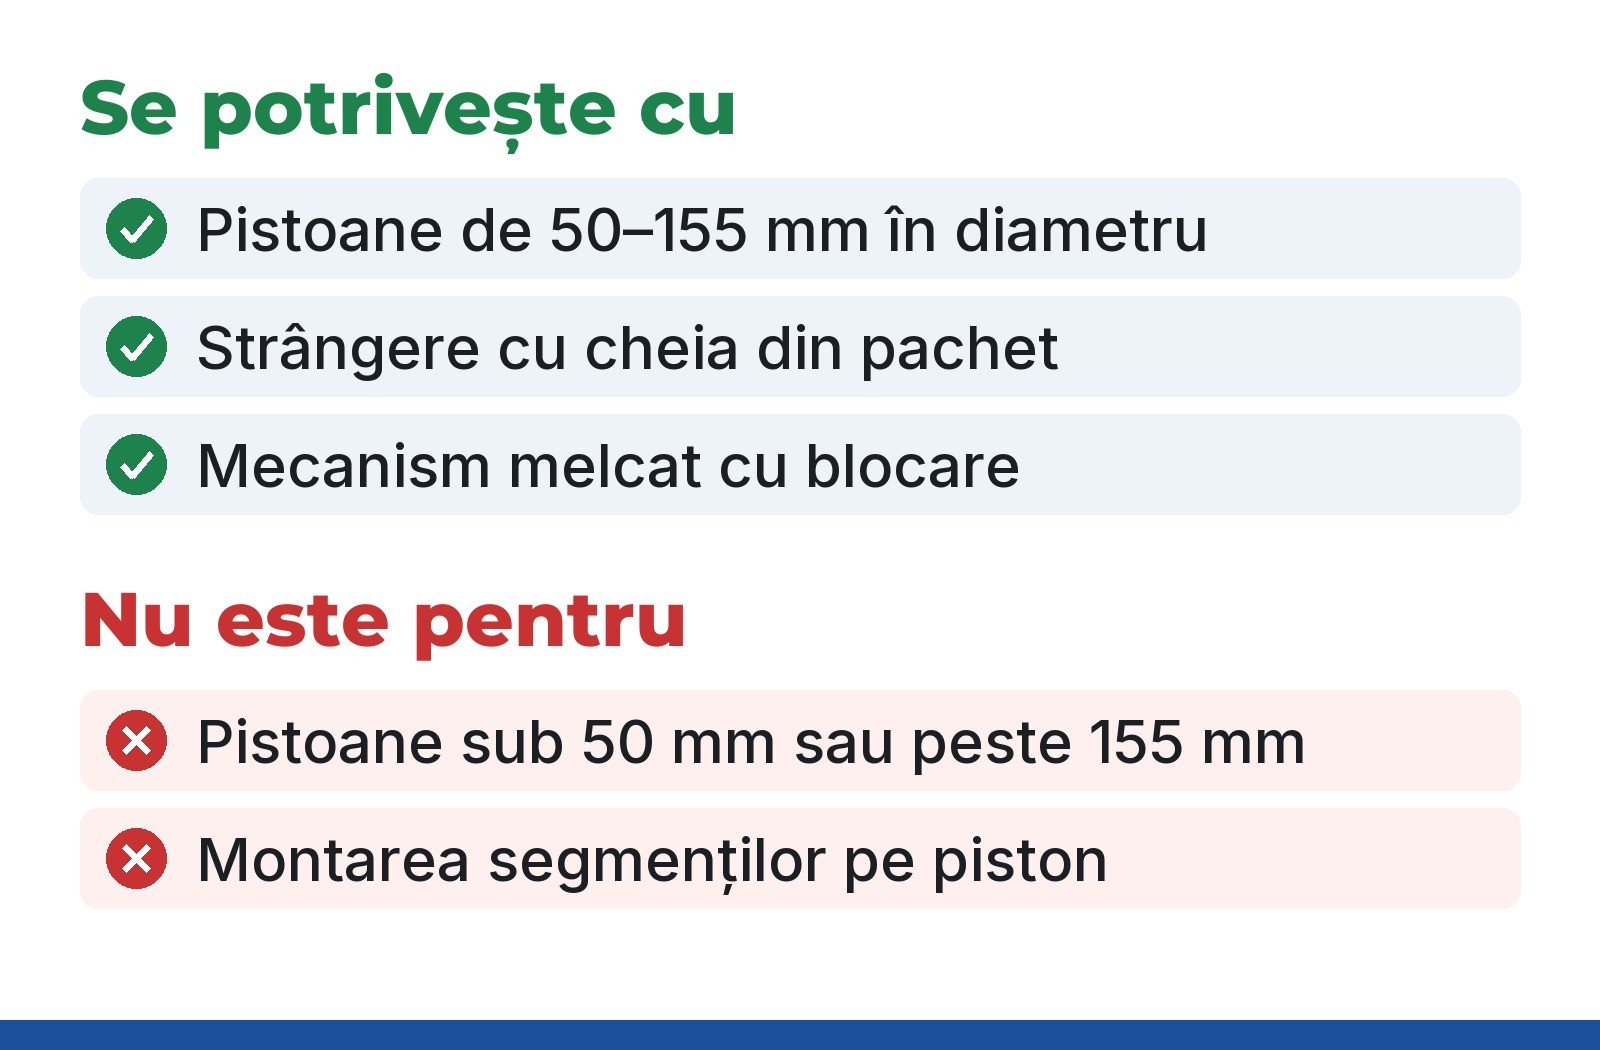 Se potrivește cu
Pistoane de 50–155 mm în diametru
Strângere cu cheia din pachet
Mecanism melcat cu blocare
Nu este pentru
Pistoane sub 50 mm sau peste 155 mm
Montarea segmenților pe piston